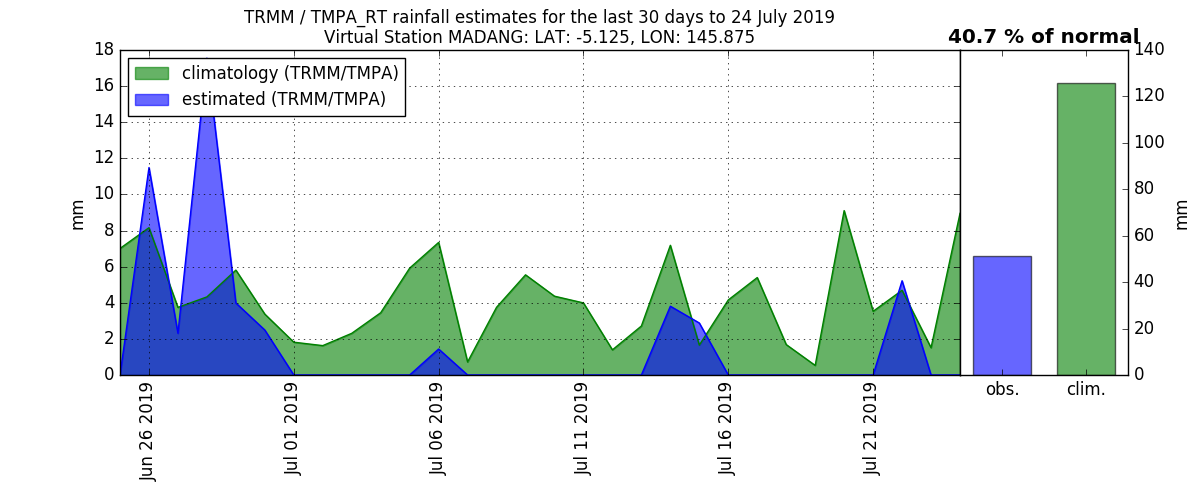 TRMM / TMPA_RT rainfall estimates for the last 30 days to 24 July 2019
Virtual Station MADANG: LAT: -5.125, LON: 145.875
40.7 % of normal
climatology (TRMM/TMPA)
estimated (TRMM/TMPA)
18
16
14
12
10
8
6
4
2
0
mm
Jun 26 2019
Jul 01 2019
Jul 06 2019
Jul 11 2019
Jul 16 2019
Jul 21 2019
140
120
100
80
60
40
20
0
mm
obs.
clim.